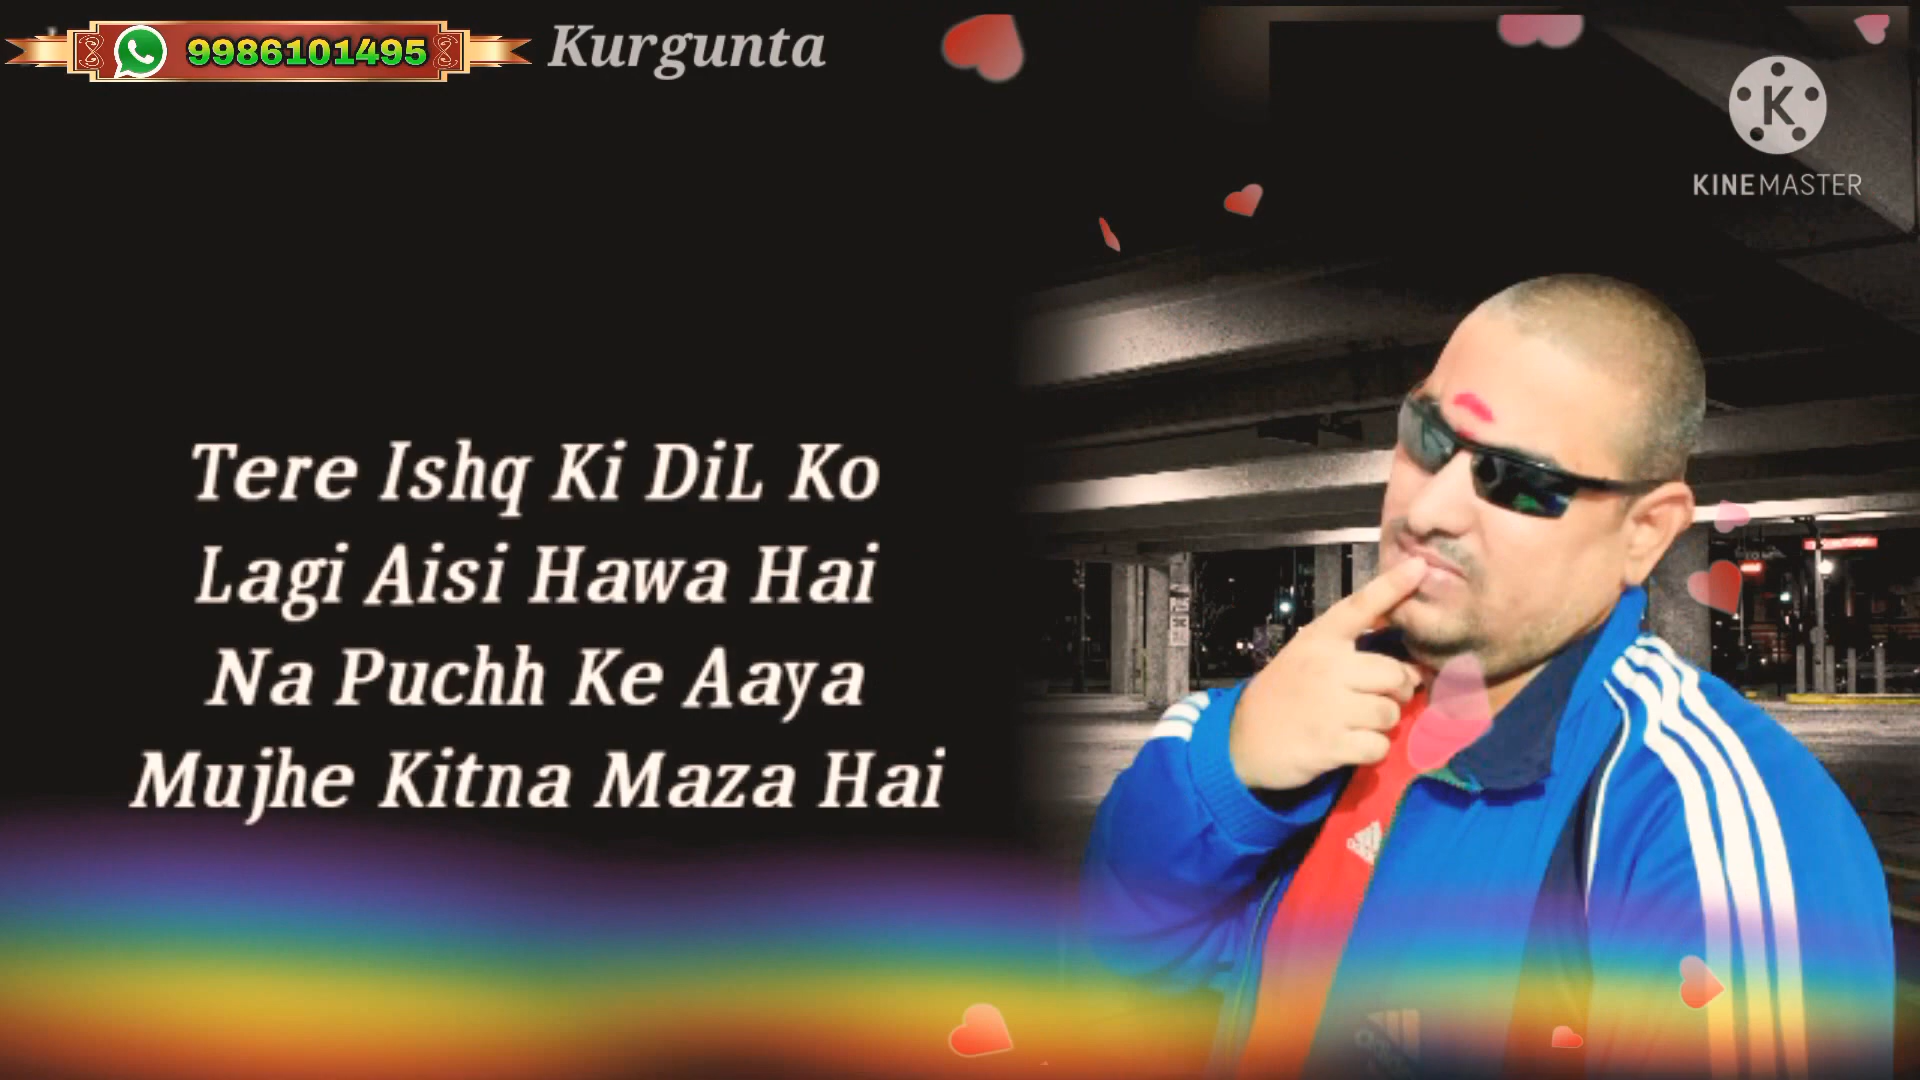 9986101495 Kurgunta
K
KINEMASTER
Tere Ishq Ki DiL Ko
Lagi Aisi Hawa Hai
Na Puchh Ke Aaya
Mujhe Kitna Maza Hai